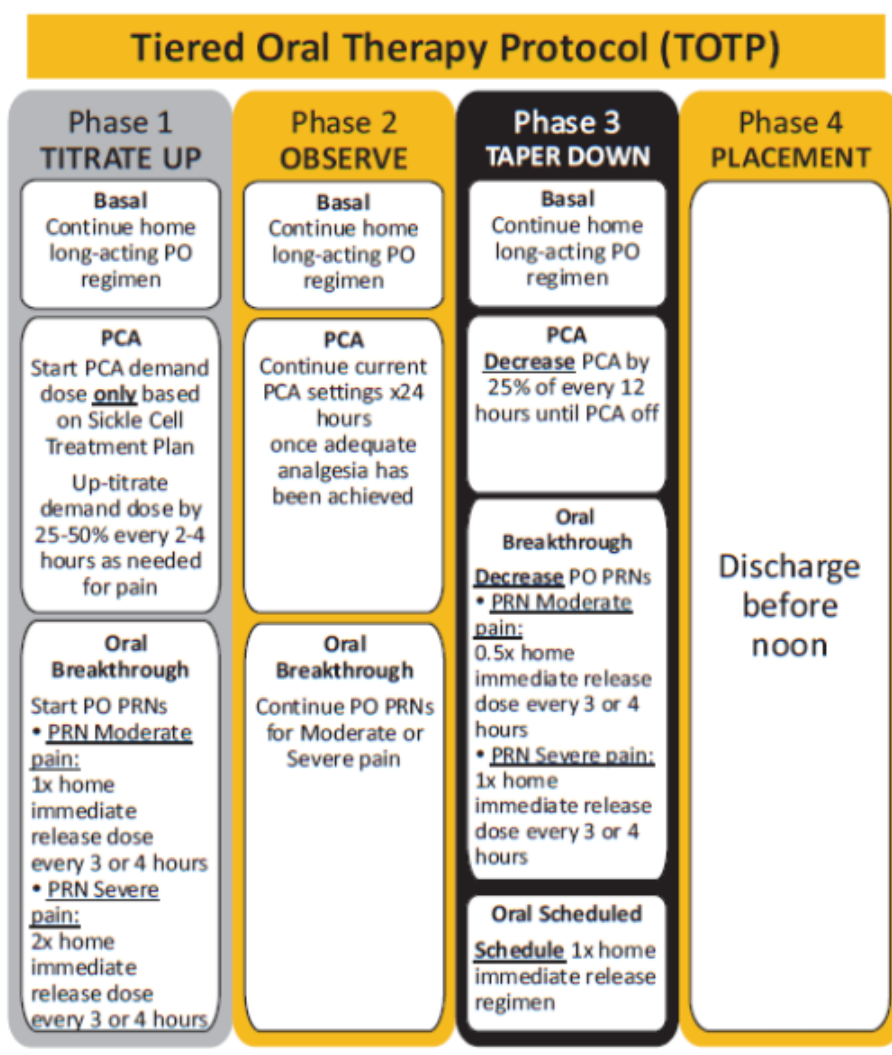 Tiered Oral Therapy Protocol (TOTP)
Phase 1
TITRATE UP
Basal
Continue home
long-acting PO
regimen
PCA
Start PCA demand
dose only based
on Sickle Cell
Treatment Plan
Up-titrate
demand dose by
25-50% every 2-4
hours as needed
for pain
Oral
Breakthrough
Start PO PRNs
• PRN Moderate
pain:
1x home
immediate
release dose
every 3 or 4 hours
• PRN Severe
pain:
2x home
immediate
release dose
every 3 or 4 hours
Phase 2
OBSERVE
Basal
Continue home
long-acting PO
regimen
PCA
Continue current
PCA settings x24
hours
once adequate
analgesia has
been achieved
Oral
Breakthrough
Continue PO PRNs
for Moderate or
Severe pain
Phase 3
TAPER DOWN
Basal
Continue home
long-acting PO
regimen
PCA
Decrease PCA by
25% of every 12
hours until PCA off
Oral
Breakthrough
Decrease PO PRNs
• PRN Moderate
pain:
0.5x home
immediate release
dose every 3 or 4
hours
• PRN Severe pain:
1x home
immediate release
dose every 3 or 4
hours
Oral Scheduled
Schedule 1x home
immediate release
regimen
Phase 4
PLACEMENT
Discharge
before
noon